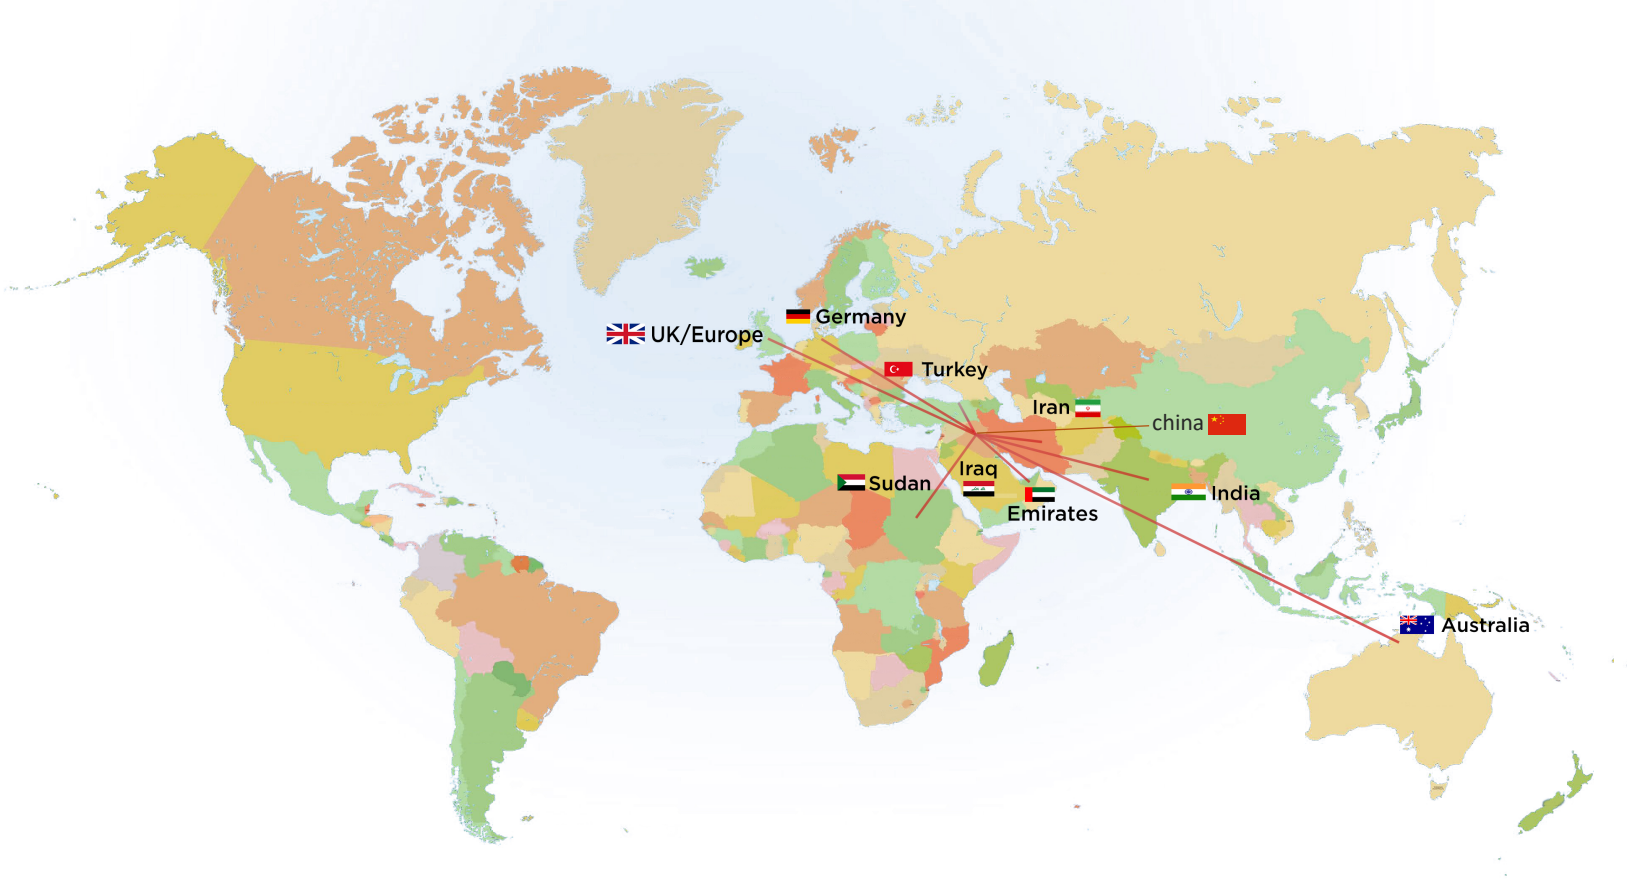 Germany
UK/Europe
Turkey
Iran
china
Iraq
Sudan
India
Emirates
Australia